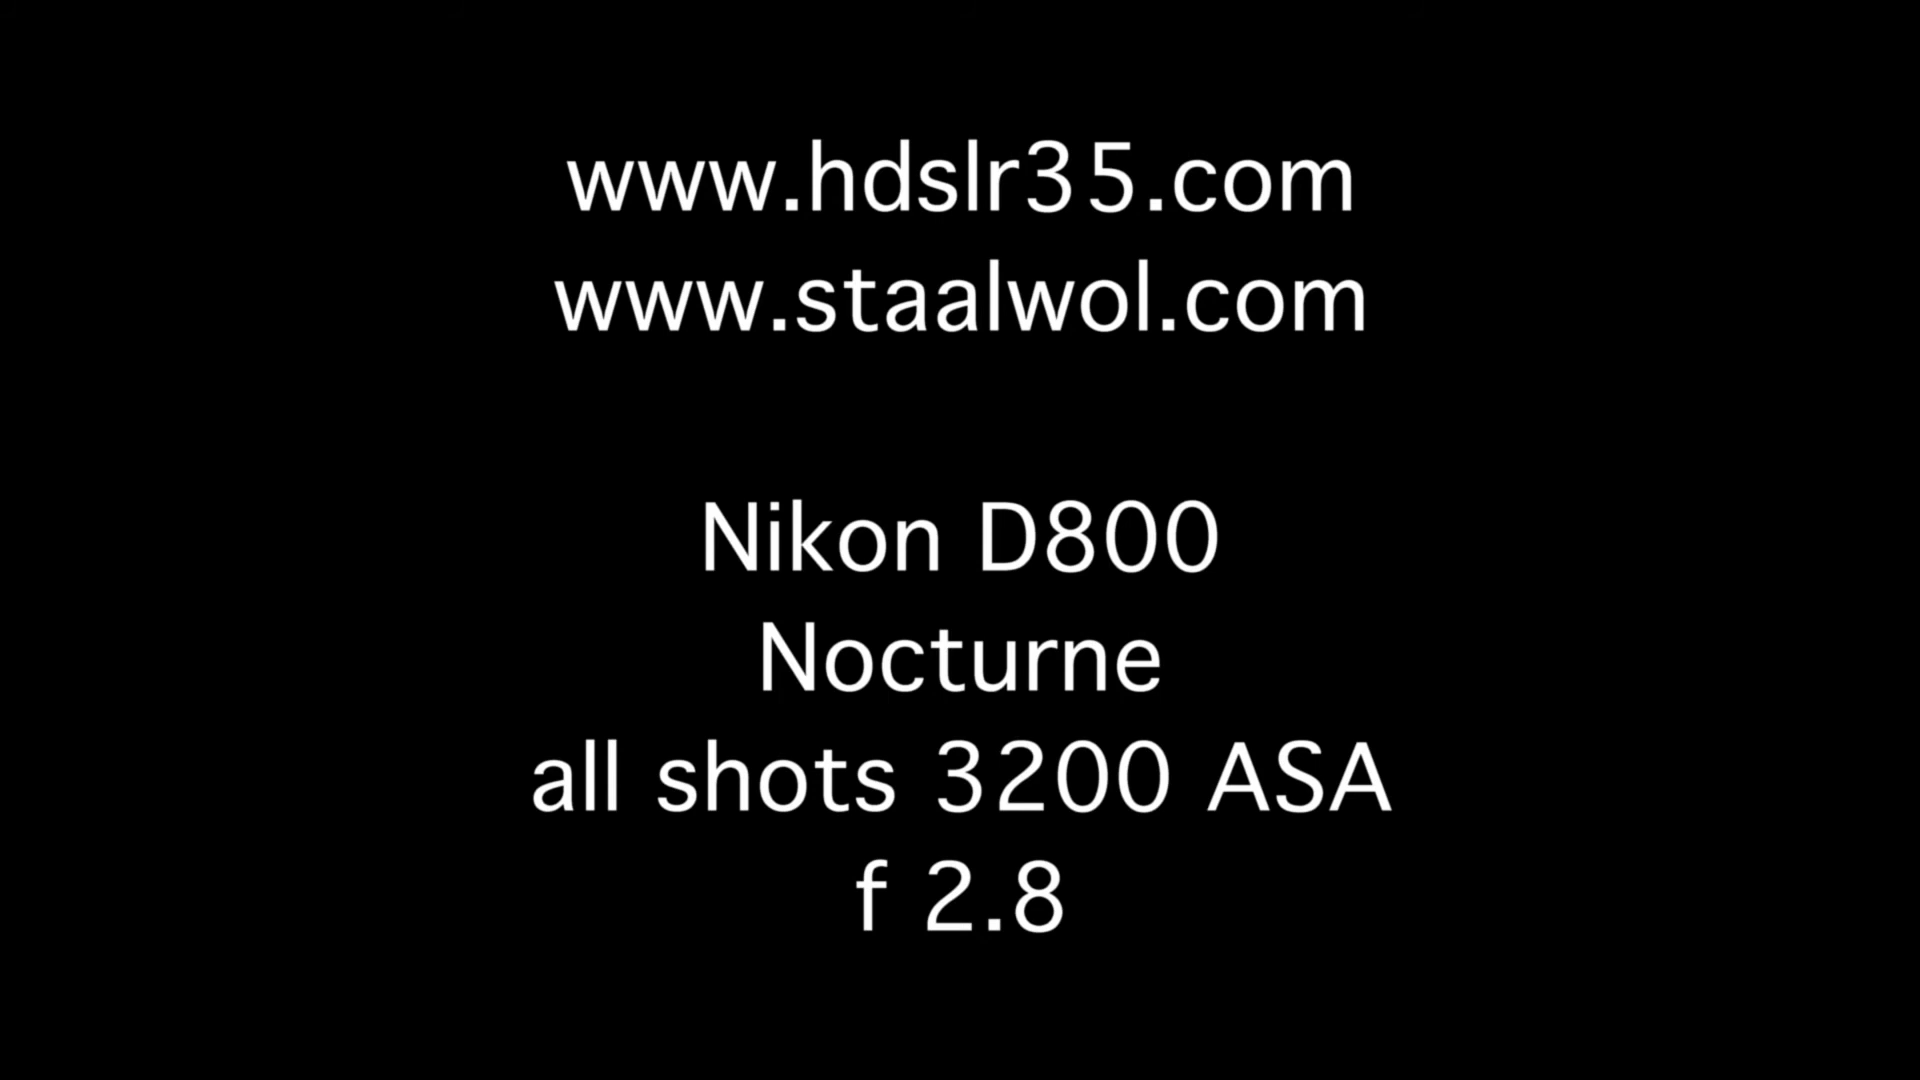 www.hdslr35.com
www.staalwol.com
Nikon D800
Nocturne
all shots 3200 ASA
f 2.8